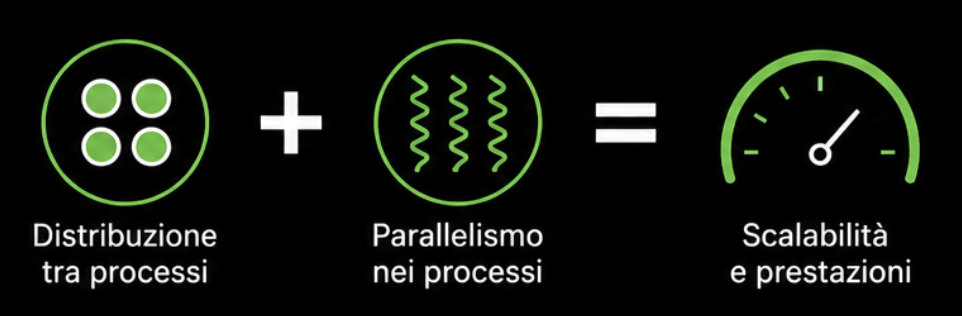 Distribuzione
tra processi
+
Parallelismo
nei processi
=
Scalabilità
e prestazioni